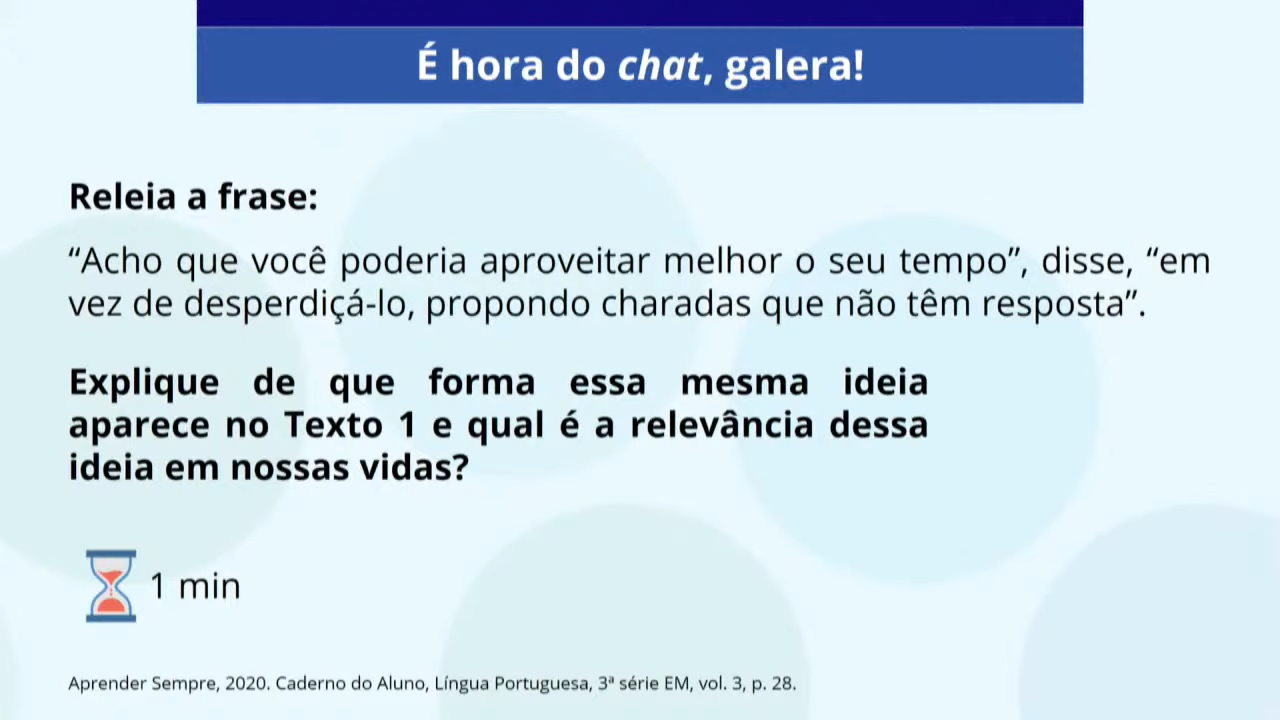 É hora do chat, galera!
Releia a frase:
“Acho que você poderia aproveitar melhor o seu tempo”, disse, “em
vez de desperdiçá-lo, propondo charadas que não têm resposta”.
Explique de que forma essa mesma ideia
aparece no Texto 1 e qual é a relevância dessa
ideia em nossas vidas?
1 min
Aprender Sempre, 2020. Caderno do Aluno, Língua Portuguesa, 3ª série EM, vol. 3, p. 28.